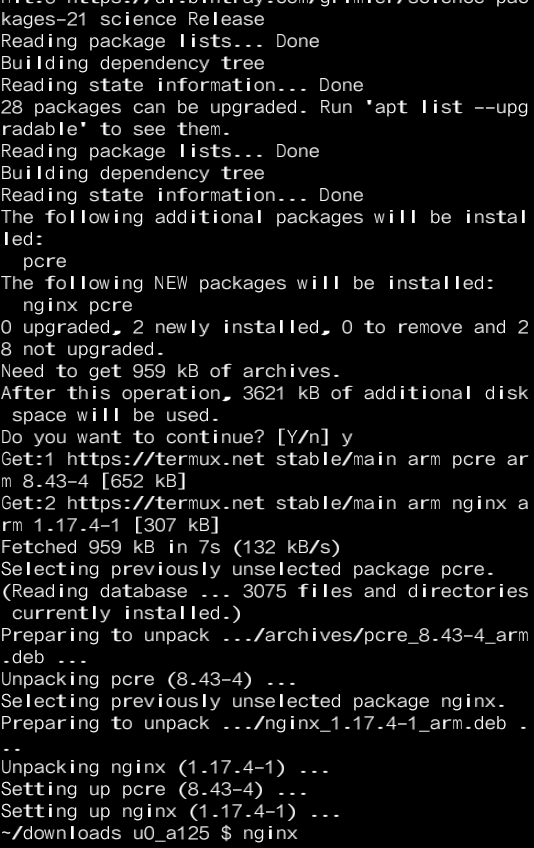 kages-21 science Release
Reading package lists... Done
Building dependency tree
Reading state information... Done
28 packages can be upgraded. Run 'apt list --upg
radable' to see them.
Reading package lists... Done
Building dependency tree
Reading state information... Done
The following additional packages will be instal
led:
  pcre
The following NEW packages will be installed:
  nginx pcre
0 upgraded, 2 newly installed, 0 to remove and 2
8 not upgraded.
Need to get 959 kB of archives.
After this operation, 3621 kB of additional disk
 space will be used.
Do you want to continue? [Y/n] y
Get:1 https://termux.net stable/main arm pcre ar
m 8.43-4 [652 kB]
Get:2 https://termux.net stable/main arm nginx a
rm 1.17.4-1 [307 kB]
Fetched 959 kB in 7s (132 kB/s)
Selecting previously unselected package pcre.
(Reading database ... 3075 files and directories
 currently installed.)
Preparing to unpack .../archives/pcre_8.43-4_arm
.deb ...
Unpacking pcre (8.43-4) ...
Selecting previously unselected package nginx.
Preparing to unpack .../nginx_1.17.4-1_arm.deb .
..
Unpacking nginx (1.17.4-1) ...
Setting up pcre (8.43-4) ...
Setting up nginx (1.17.4-1) ...
~/downloads u0_a125 $ nginx